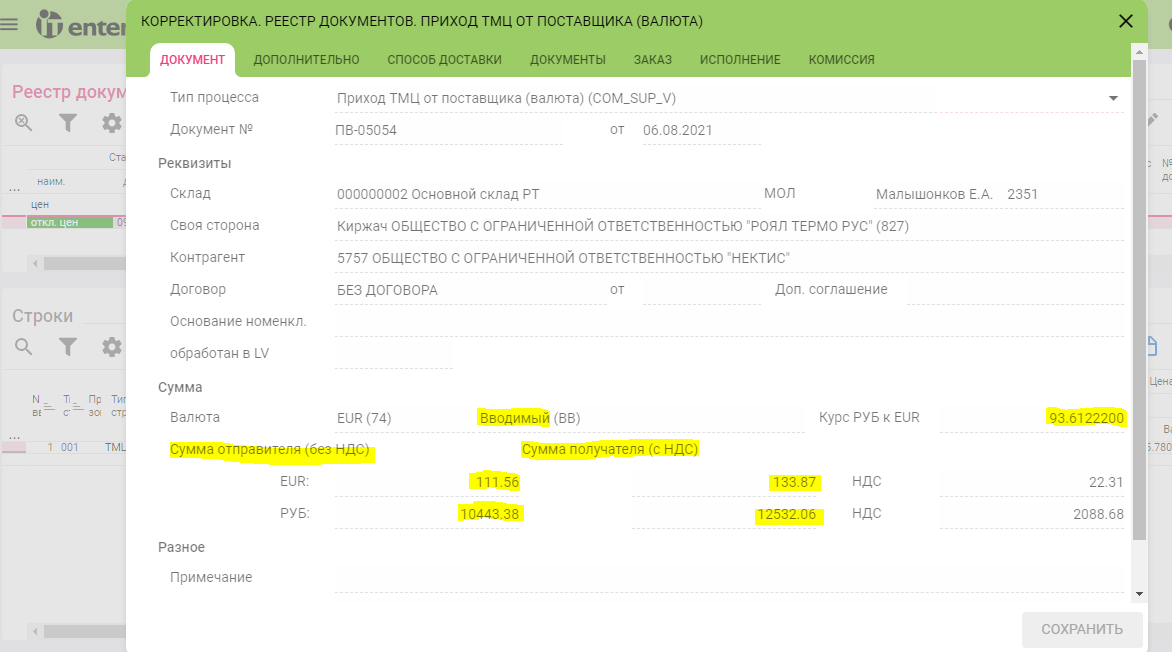 КОРРЕКТИРОВКА. РЕЕСТР ДОКУМЕНТОВ. ПРИХОД ТМЦ ОТ ПОСТАВЩИКА (ВАЛЮТА)
ДОКУМЕНТ ДОПОЛНИТЕЛЬНО СПОСОБ ДОСТАВКИ ДОКУМЕНТЫ ЗАКАЗ ИСПОЛНЕНИЕ КОМИССИЯ
Тип процесса Приход ТМЦ от поставщика (валюта) (COM_SUP_V)
Документ № ПВ-05054 от 06.08.2021
Реквизиты
Склад 000000002 Основной склад РТ МОЛ Малышонков Е.А. 2351
Своя сторона Киржач ОБЩЕСТВО С ОГРАНИЧЕННОЙ ОТВЕТСТВЕННОСТЬЮ "РОЯЛ ТЕРМО РУС" (827)
Контрагент 5757 ОБЩЕСТВО С ОГРАНИЧЕННОЙ ОТВЕТСТВЕННОСТЬЮ "НЕКТИС"
Договор БЕЗ ДОГОВОРА от Доп. соглашение
Основание номенкл.
обработан в LV
Сумма
Валюта EUR (74) Вводимый (ВВ) Курс РУБ к EUR 93.6122200
Сумма отправителя (без НДС) Сумма получателя (с НДС)
EUR: 111.56 133.87 НДС 22.31
РУБ: 10443.38 12532.06 НДС 2088.68
Разное
Примечание
СОХРАНИТЬ
it enter
Реестр докум
Ста
наим.
...
цен
откл. цен 09
Строки
N Ti Пр Тип
вв с зо стр
...
1 001 ТМЦ
№
до
Цена
5.780